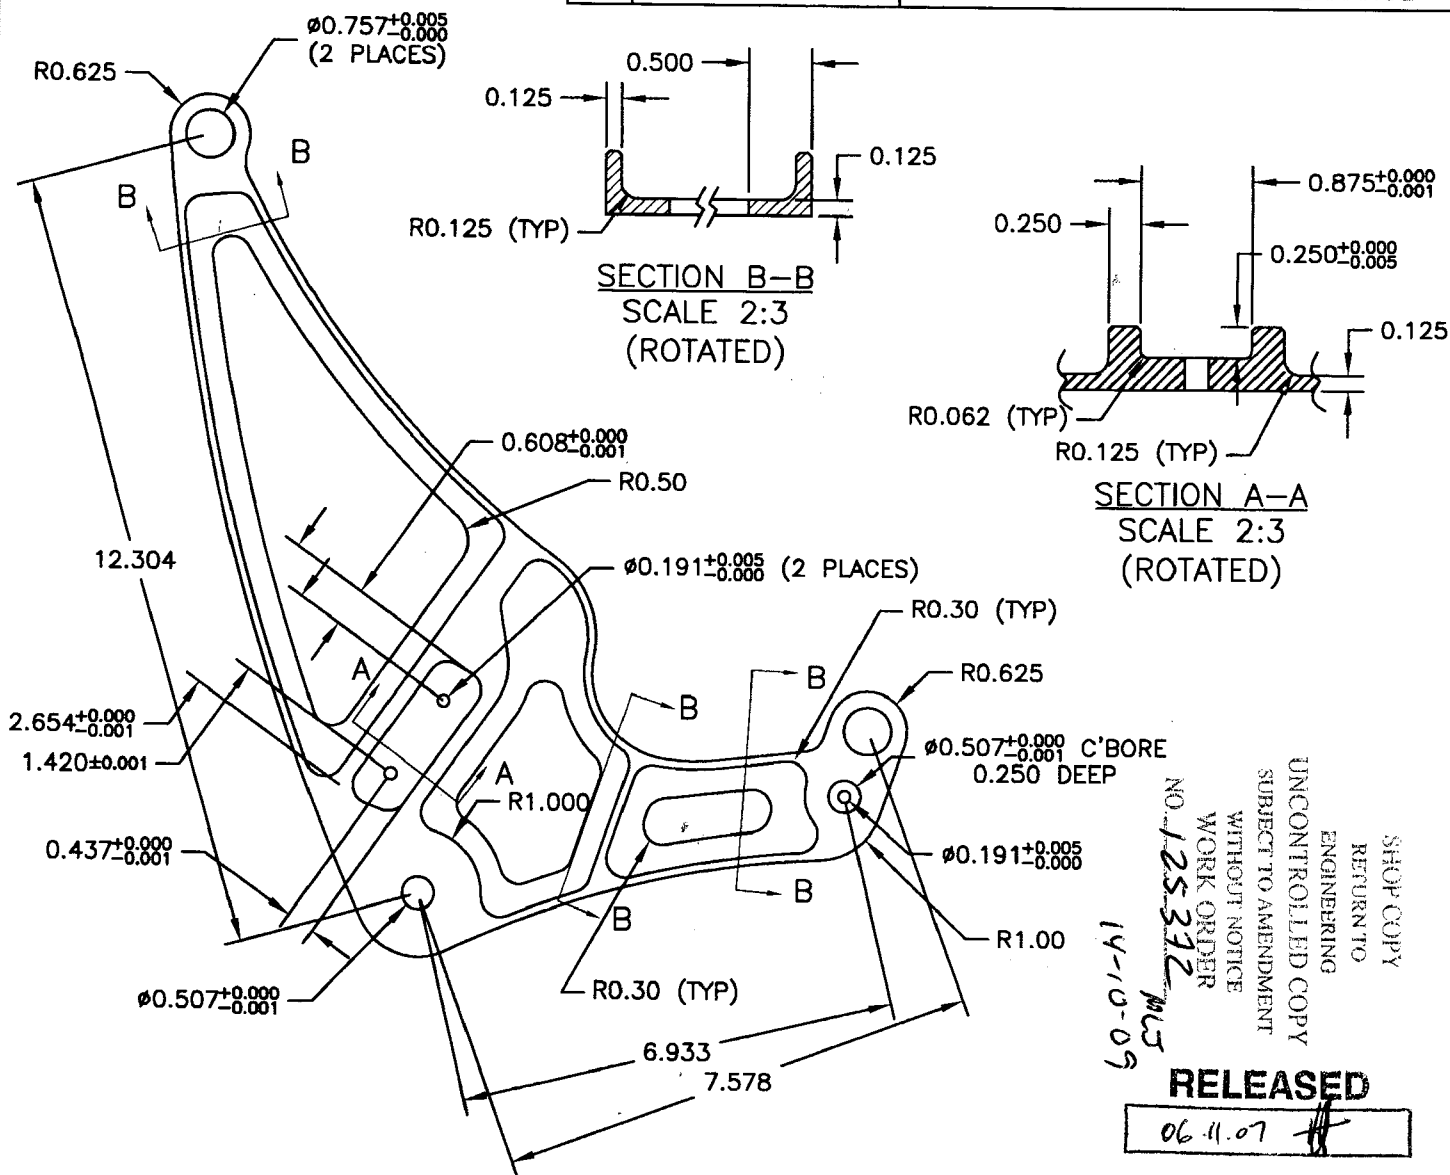 ø0.757+0.005
-0.000
(2 PLACES)
R0.625
B
B
0.500
0.125
0.125
R0.125 (TYP)
SECTION B-B
SCALE 2:3
(ROTATED)
0.875+0.000
-0.001
0.250
0.250+0.000
-0.005
0.125
R0.062 (TYP)
R0.125 (TYP)
SECTION A-A
SCALE 2:3
(ROTATED)
0.608+0.000
-0.001
R0.50
12.304
ø0.191+0.005
-0.000 (2 PLACES)
R0.30 (TYP)
R0.625
A
A
B
B
B
B
2.654+0.000
-0.001
1.420±0.001
ø0.507+0.000
-0.001 C'BORE
0.250 DEEP
R1.000
0.437+0.000
-0.001
ø0.191+0.005
-0.000
R1.00
R0.30 (TYP)
ø0.507+0.000
-0.001
6.933
7.578
SHOP COPY
RETURN TO
ENGINEERING
UNCONTROLLED COPY
SUBJECT TO AMENDMENT
WITHOUT NOTICE
WORK ORDER
NO. 125372
MLJ
14-10-09
RELEASED
06.11.07